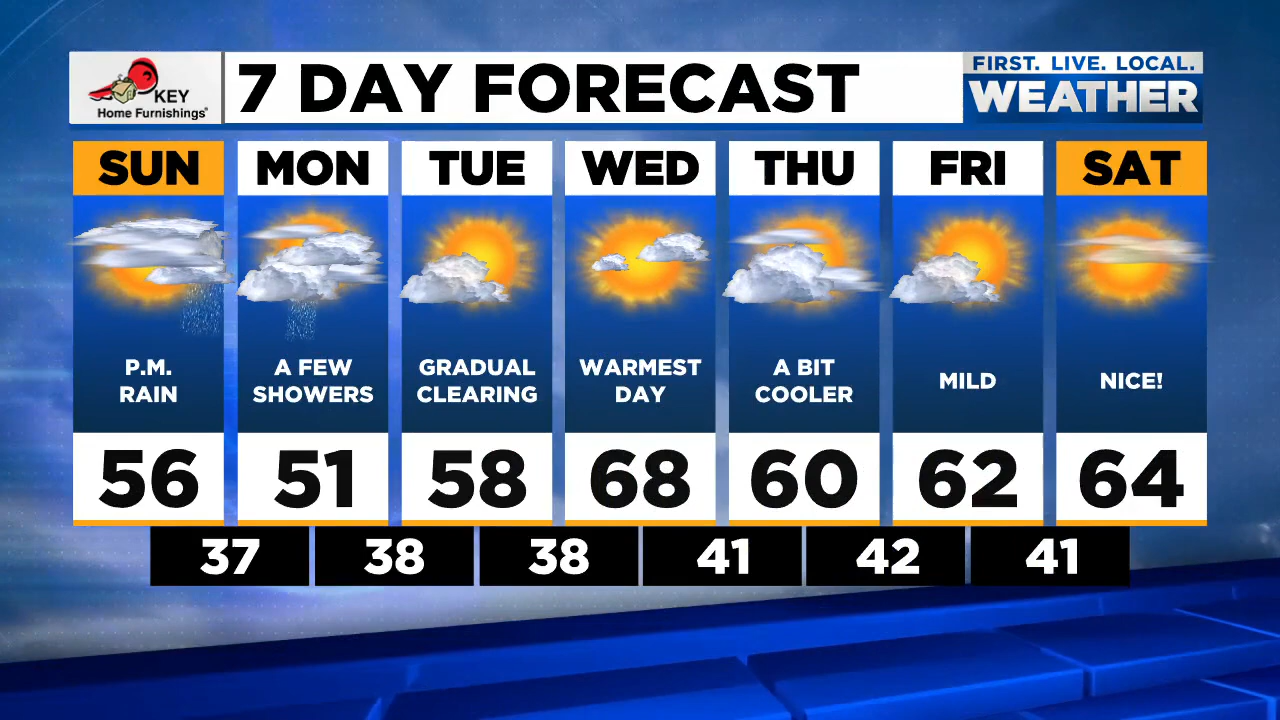 KEY
Home Furnishings®
7 DAY FORECAST
FIRST. LIVE. LOCAL.
WEATHER
SUN
MON
TUE
WED
THU
FRI
SAT
P.M.
RAIN
A FEW
SHOWERS
GRADUAL
CLEARING
WARMEST
DAY
A BIT
COOLER
MILD
NICE!
56
51
58
68
60
62
64
37
38
38
41
42
41